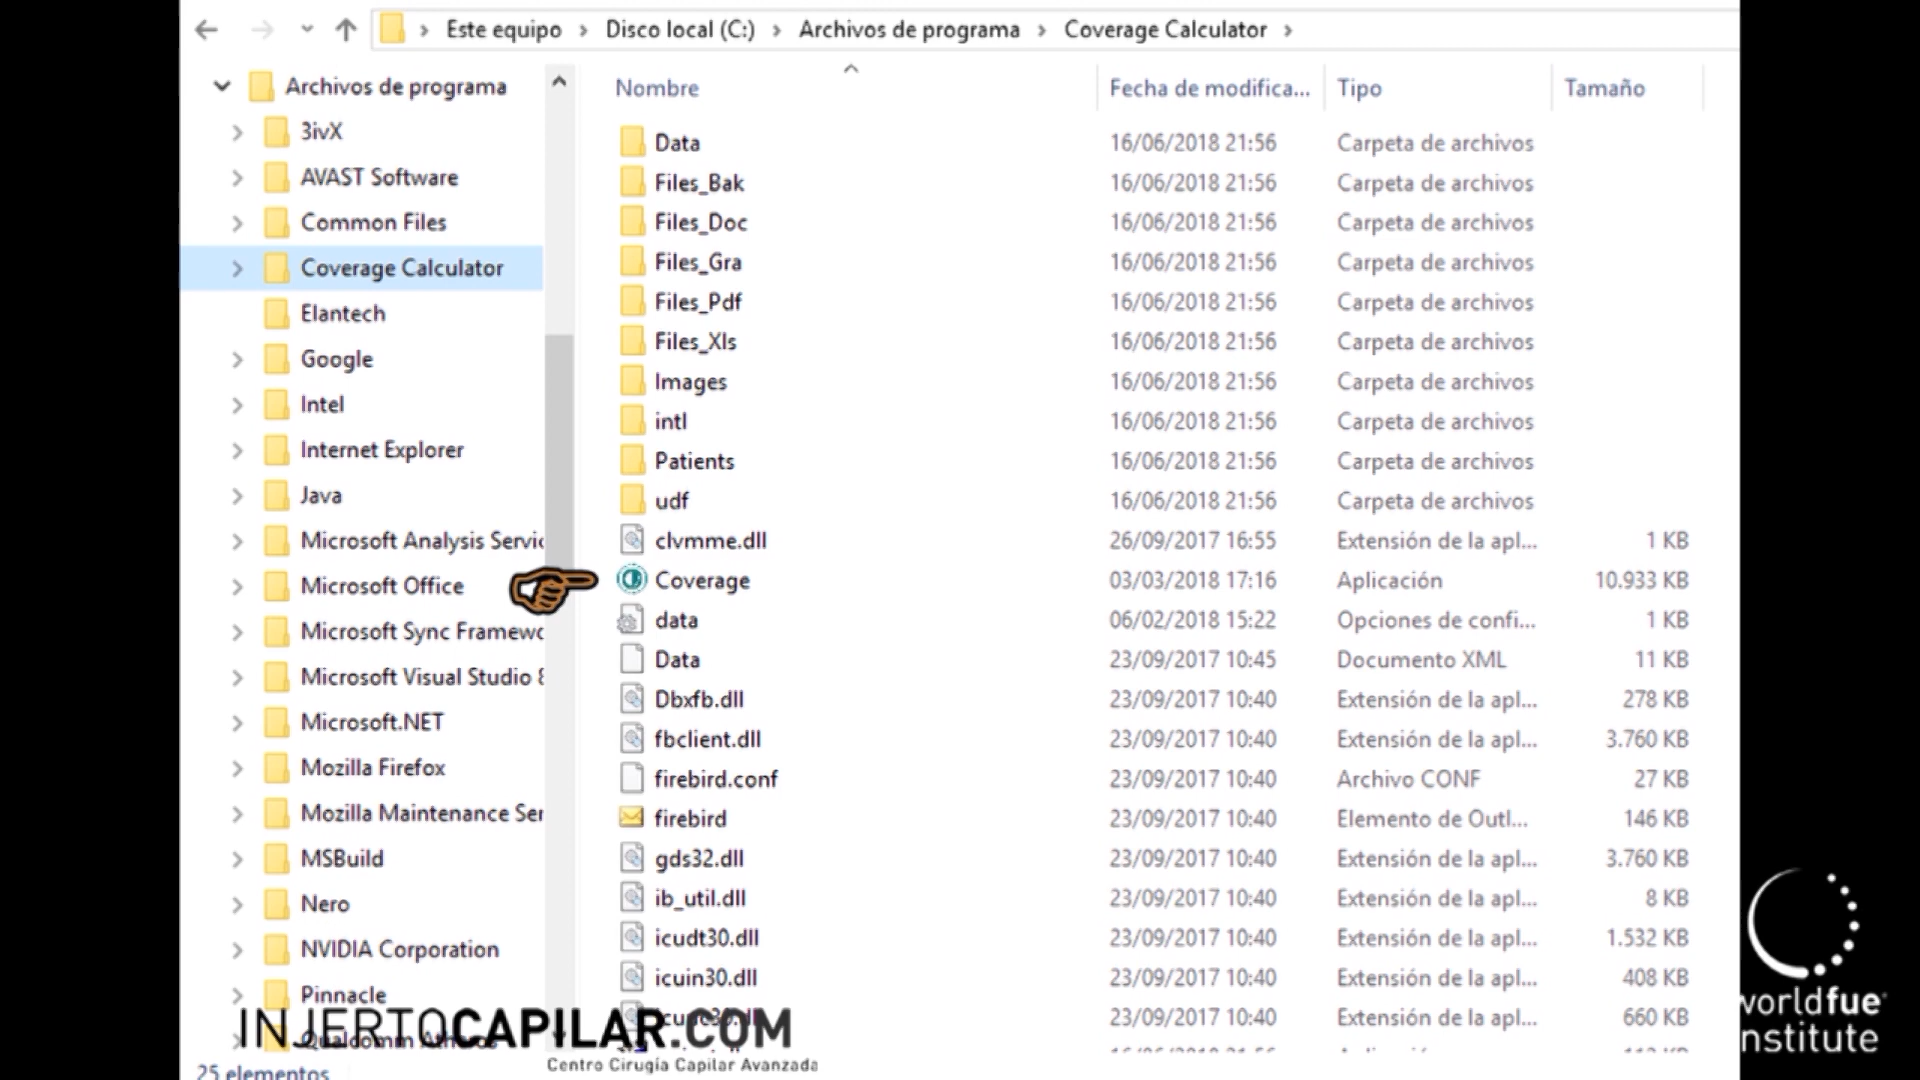 Este equipo > Disco local (C:) > Archivos de programa > Coverage Calculator >
Archivos de programa
3ivX
AVAST Software
Common Files
Coverage Calculator
Elantech
Google
Intel
Internet Explorer
Java
Microsoft Analysis Servic
Microsoft Office
Microsoft Sync Framewo
Microsoft Visual Studio 8
Microsoft.NET
Mozilla Firefox
Mozilla Maintenance Ser
MSBuild
Nero
NVIDIA Corporation
Pinnacle
Qualcomm Atheros
25 elementos
Nombre Fecha de modifica... Tipo Tamaño
Data 16/06/2018 21:56 Carpeta de archivos
Files_Bak 16/06/2018 21:56 Carpeta de archivos
Files_Doc 16/06/2018 21:56 Carpeta de archivos
Files_Gra 16/06/2018 21:56 Carpeta de archivos
Files_Pdf 16/06/2018 21:56 Carpeta de archivos
Files_Xls 16/06/2018 21:56 Carpeta de archivos
Images 16/06/2018 21:56 Carpeta de archivos
intl 16/06/2018 21:56 Carpeta de archivos
Patients 16/06/2018 21:56 Carpeta de archivos
udf 16/06/2018 21:56 Carpeta de archivos
clvmme.dll 26/09/2017 16:55 Extensión de la apl... 1 KB
Coverage 03/03/2018 17:16 Aplicación 10.933 KB
data 06/02/2018 15:22 Opciones de confi... 1 KB
Data 23/09/2017 10:45 Documento XML 11 KB
Dbxfb.dll 23/09/2017 10:40 Extensión de la apl... 278 KB
fbclient.dll 23/09/2017 10:40 Extensión de la apl... 3.760 KB
firebird.conf 23/09/2017 10:40 Archivo CONF 27 KB
firebird 23/09/2017 10:40 Elemento de Outl... 146 KB
gds32.dll 23/09/2017 10:40 Extensión de la apl... 3.760 KB
ib_util.dll 23/09/2017 10:40 Extensión de la apl... 8 KB
icudt30.dll 23/09/2017 10:40 Extensión de la apl... 1.532 KB
icuin30.dll 23/09/2017 10:40 Extensión de la apl... 408 KB
23/09/2017 10:40 Extensión de la apl... 660 KB
INJERTOCAPILAR.COM
Centro Cirugía Capilar Avanzada
worldfue
institute